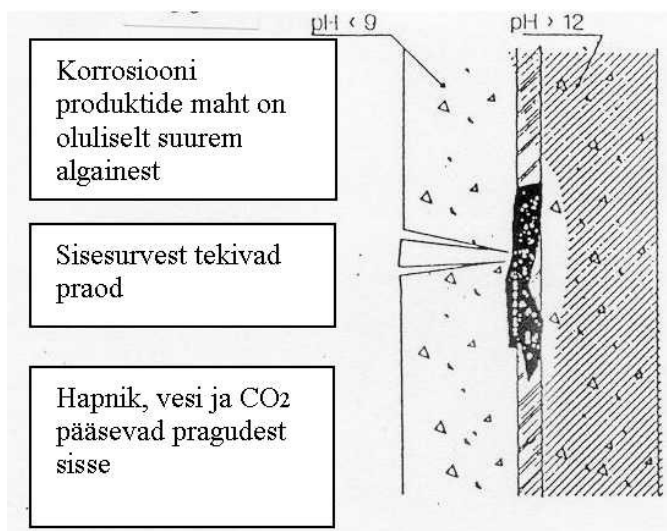 pH < 9
pH > 12
Korrosiooni
produktide maht on
oluliselt suurem
algainest
Sisesurvest tekivad
praod
Hapnik, vesi ja CO2
pääsevad pragudest
sisse